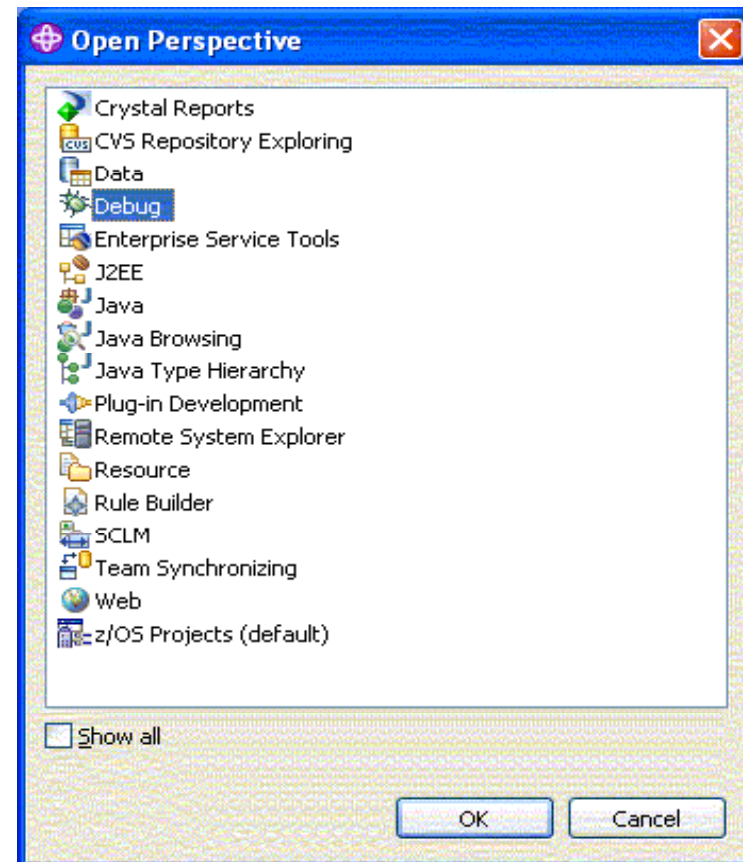 Open Perspective
Crystal Reports
CVS Repository Exploring
Data
Debug
Enterprise Service Tools
J2EE
Java
Java Browsing
Java Type Hierarchy
Plug-in Development
Remote System Explorer
Resource
Rule Builder
SCLM
Team Synchronizing
Web
z/OS Projects (default)
Show all
OK Cancel